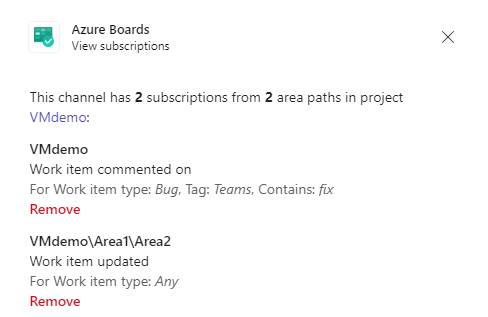 Azure Boards
View subscriptions
This channel has 2 subscriptions from 2 area paths in project
VMdemo:
VMdemo
Work item commented on
For Work item type: Bug, Tag: Teams, Contains: fix
Remove
VMdemo\Area1\Area2
Work item updated
For Work item type: Any
Remove